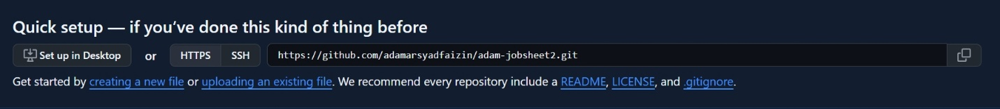 Quick setup — if you’ve done this kind of thing before
Set up in Desktop or HTTPS SSH https://github.com/adamarsyadfaizin/adam-jobsheet2.git
Get started by creating a new file or uploading an existing file. We recommend every repository include a README, LICENSE, and .gitignore.